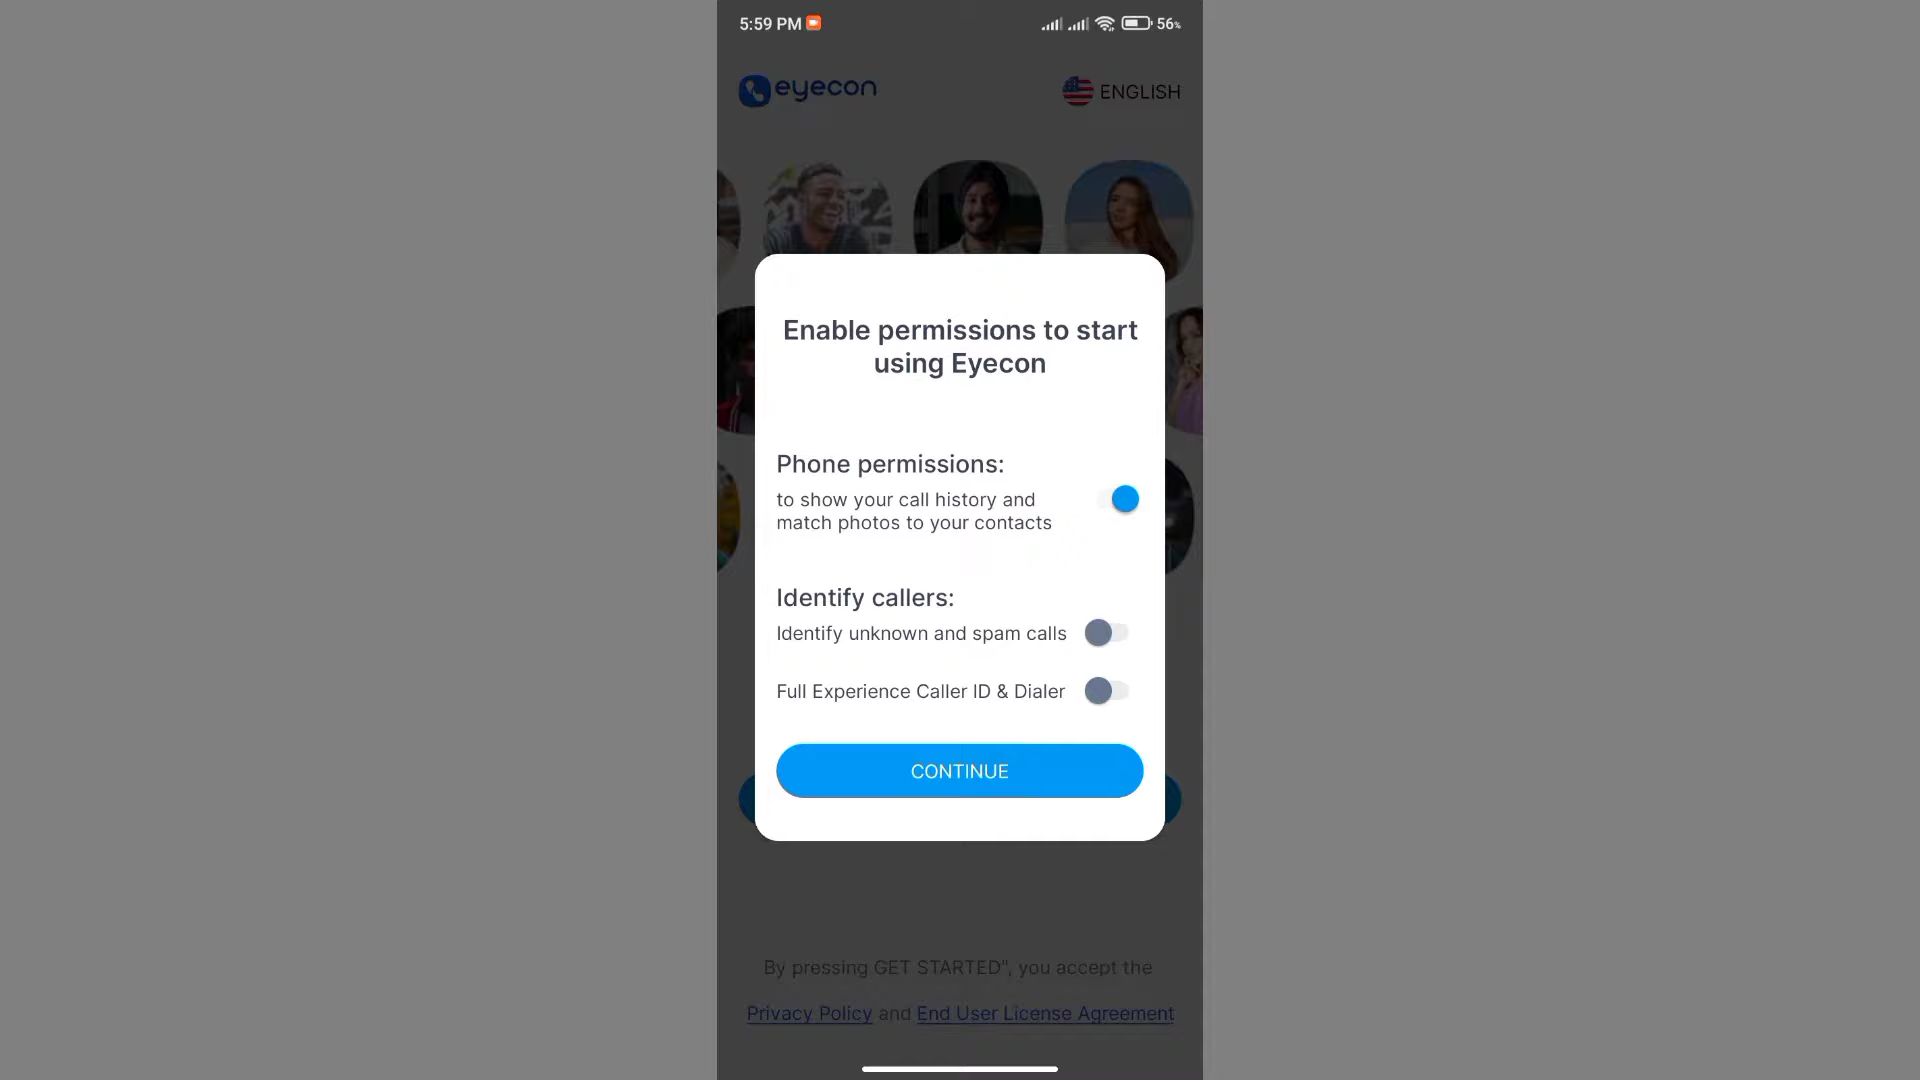 5:59 PM
56%
eyecon
ENGLISH
Enable permissions to start
using Eyecon
Phone permissions:
to show your call history and
match photos to your contacts
Identify callers:
Identify unknown and spam calls
Full Experience Caller ID & Dialer
CONTINUE
By pressing GET STARTED", you accept the
Privacy Policy and End User License Agreement